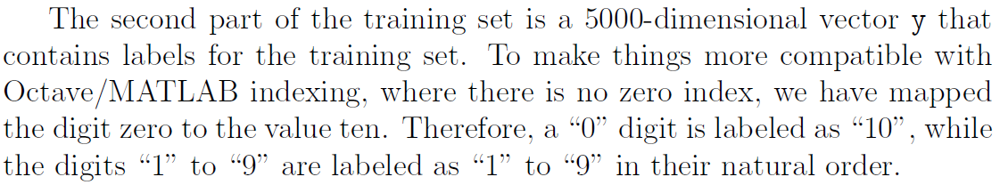 The second part of the training set is a 5000-dimensional vector y that
contains labels for the training set. To make things more compatible with
Octave/MATLAB indexing, where there is no zero index, we have mapped
the digit zero to the value ten. Therefore, a “0” digit is labeled as “10”, while
the digits “1” to “9” are labeled as “1” to “9” in their natural order.